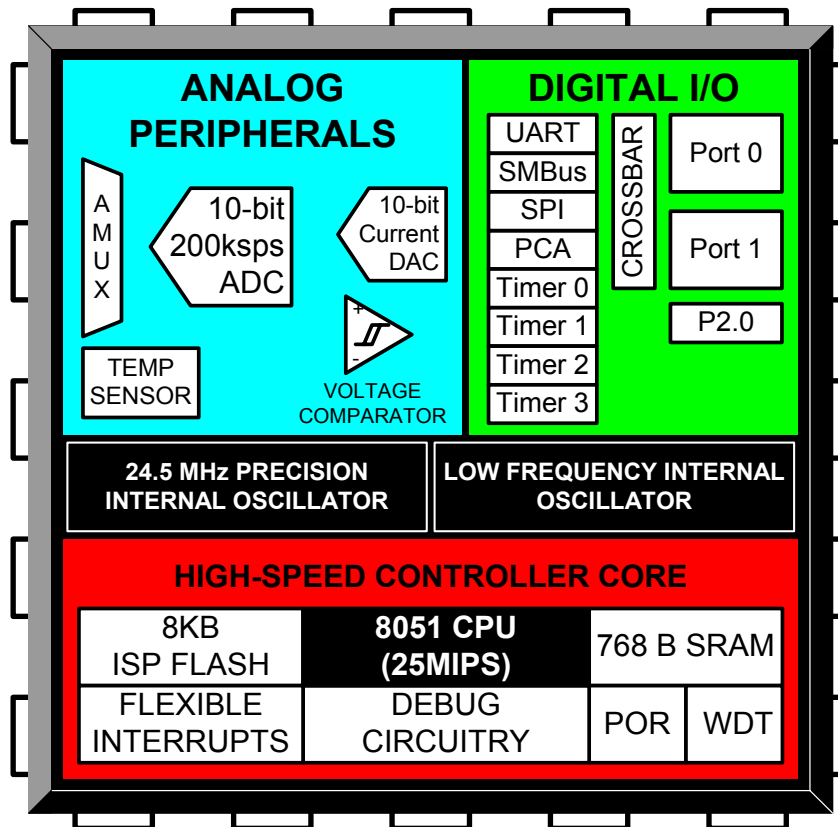 ANALOG
PERIPHERALS
A
M
U
X
10-bit
200ksps
ADC
10-bit
Current
DAC
TEMP
SENSOR
+
-
VOLTAGE
COMPARATOR
DIGITAL I/O
UART
SMBus
SPI
PCA
Timer 0
Timer 1
Timer 2
Timer 3
CROSSBAR
Port 0
Port 1
P2.0
24.5 MHz PRECISION
INTERNAL OSCILLATOR
LOW FREQUENCY INTERNAL
OSCILLATOR
HIGH-SPEED CONTROLLER CORE
8KB
ISP FLASH
8051 CPU
(25MIPS)
768 B SRAM
FLEXIBLE
INTERRUPTS
DEBUG
CIRCUITRY
POR
WDT